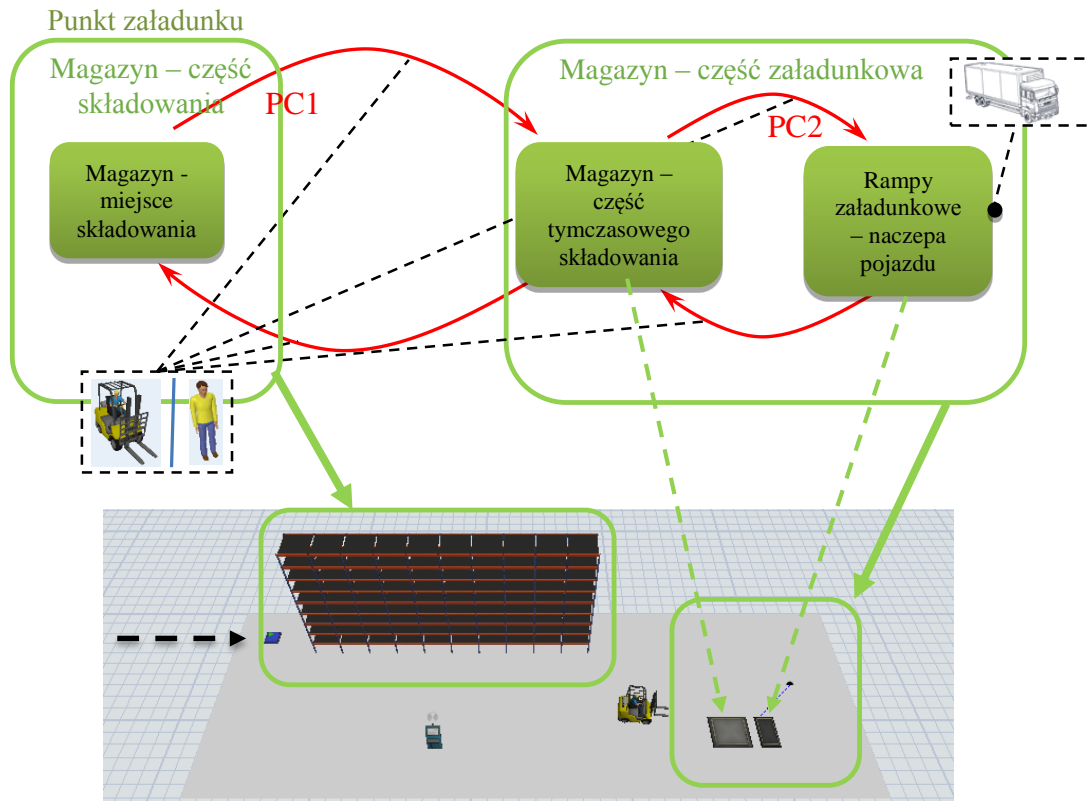 Punkt załadunku
Magazyn – część
składowania
PC1
Magazyn – część załadunkowa
PC2
Magazyn -
miejsce
składowania
Magazyn –
część
tymczasowego
składowania
Rampy
załadunkowe
– naczepa
pojazdu